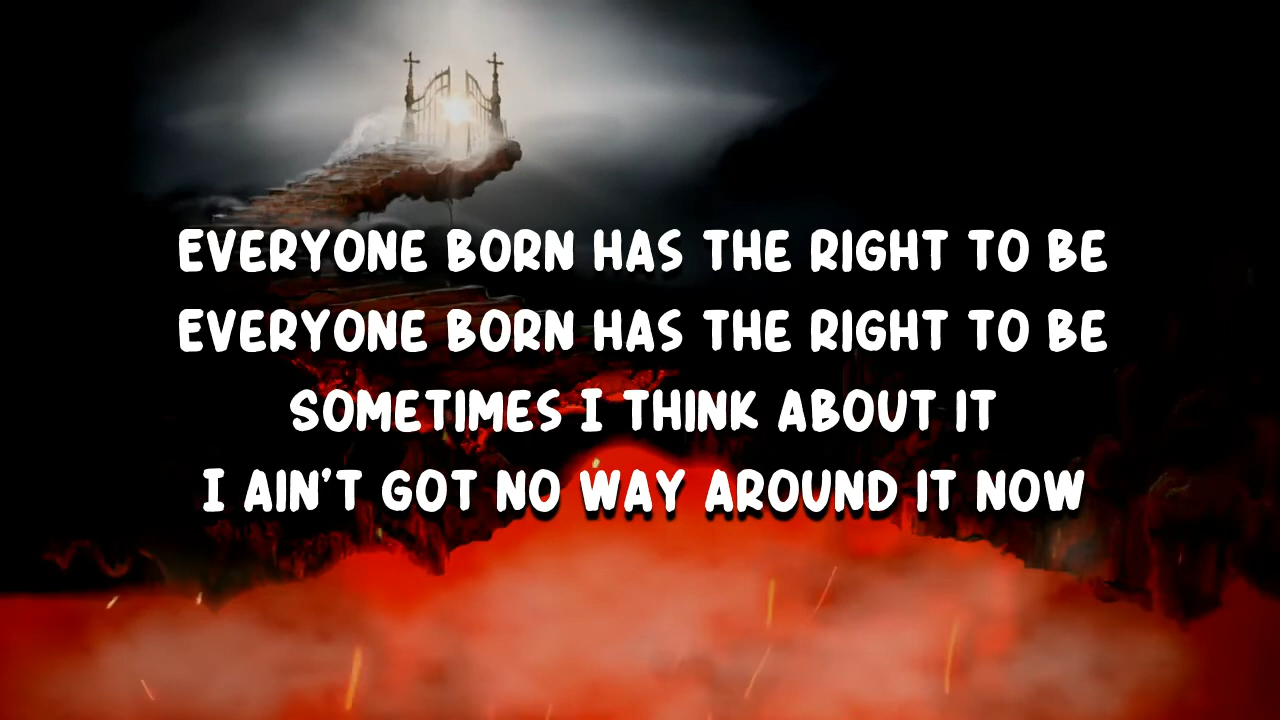 EVERYONE BORN HAS THE RIGHT TO BE
EVERYONE BORN HAS THE RIGHT TO BE
SOMETIMES I THINK ABOUT IT
I AIN'T GOT NO WAY AROUND IT NOW